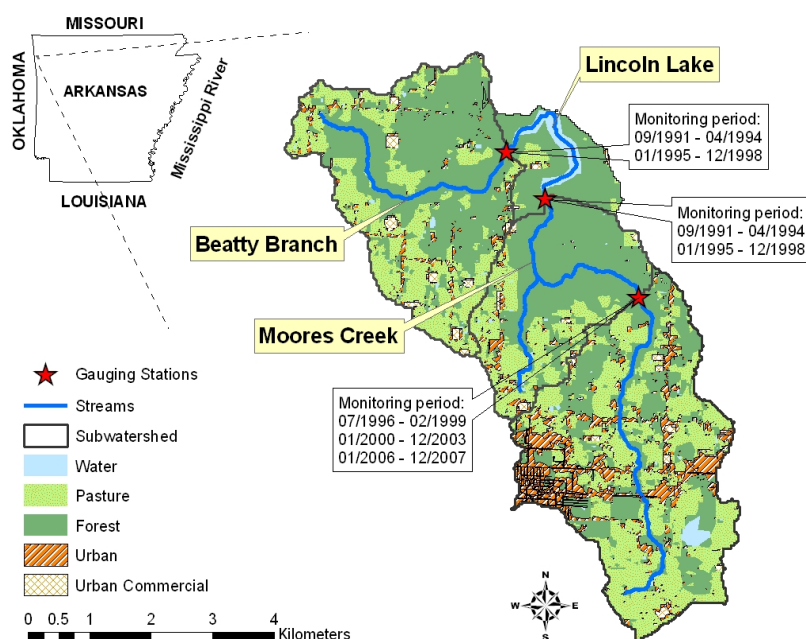 MISSOURI
OKLAHOMA
ARKANSAS
Mississippi River
LOUISIANA
Lincoln Lake
Monitoring period:
09/1991 - 04/1994
01/1995 - 12/1998
Monitoring period:
09/1991 - 04/1994
01/1995 - 12/1998
Beatty Branch
Moores Creek
Monitoring period:
07/1996 - 02/1999
01/2000 - 12/2003
01/2006 - 12/2007
Gauging Stations
Streams
Subwatershed
Water
Pasture
Forest
Urban
Urban Commercial
0 0.5 1 2 3 4
Kilometers
N
W E
S